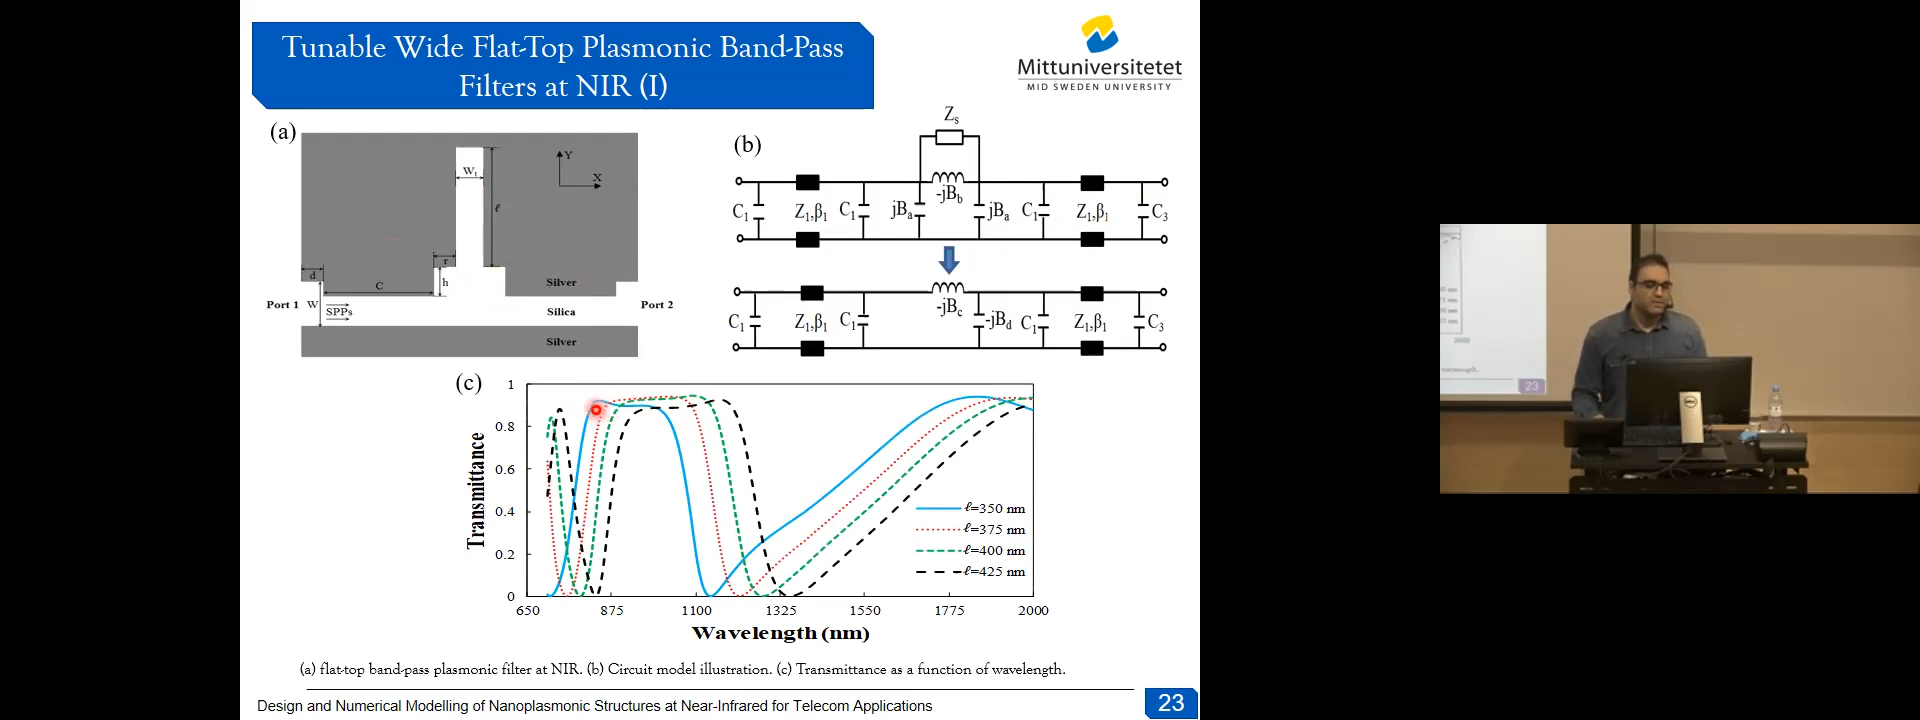 Tunable Wide Flat-Top Plasmonic Band-Pass
Filters at NIR (I)
Mittuniversitetet
MID SWEDEN UNIVERSITY
(a)
Wt
Y
X
ℓ
r
d
C
h
Silver
Port 1
W
SPPs
Silica
Port 2
Silver
(b)
Zs
-jBb
C1
Z1,β1
C1
jBa
jBa
C1
Z1,β1
C3
-jBc
C1
Z1,β1
C1
-jBd
C1
Z1,β1
C3
(c)
1
0.8
0.6
0.4
0.2
0
Transmittance
ℓ=350 nm
ℓ=375 nm
ℓ=400 nm
ℓ=425 nm
650 875 1100 1325 1550 1775 2000
Wavelength (nm)
(a) flat-top band-pass plasmonic filter at NIR. (b) Circuit model illustration. (c) Transmittance as a function of wavelength.
Design and Numerical Modelling of Nanoplasmonic Structures at Near-Infrared for Telecom Applications
23
2000
wavelength.
23
DELL